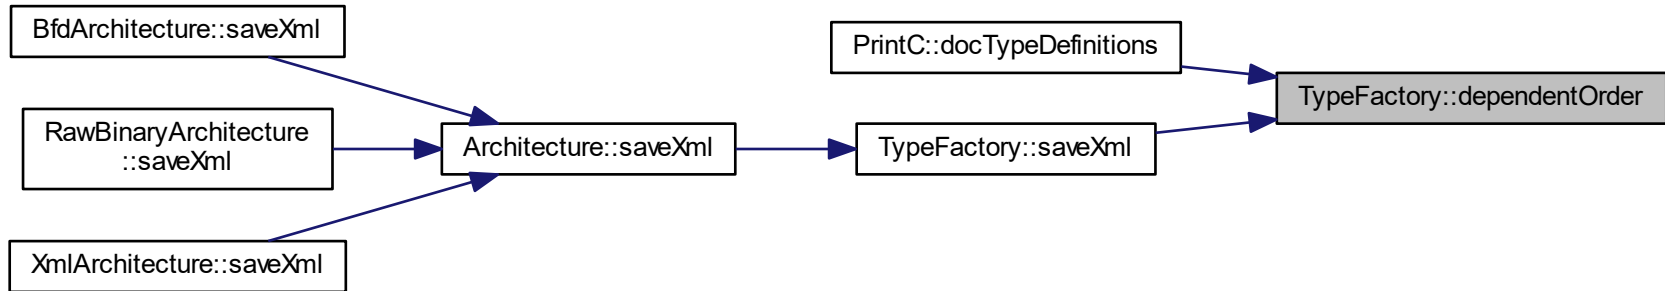 BfdArchitecture::saveXml
RawBinaryArchitecture
::saveXml
XmlArchitecture::saveXml
Architecture::saveXml
PrintC::docTypeDefinitions
TypeFactory::saveXml
TypeFactory::dependentOrder